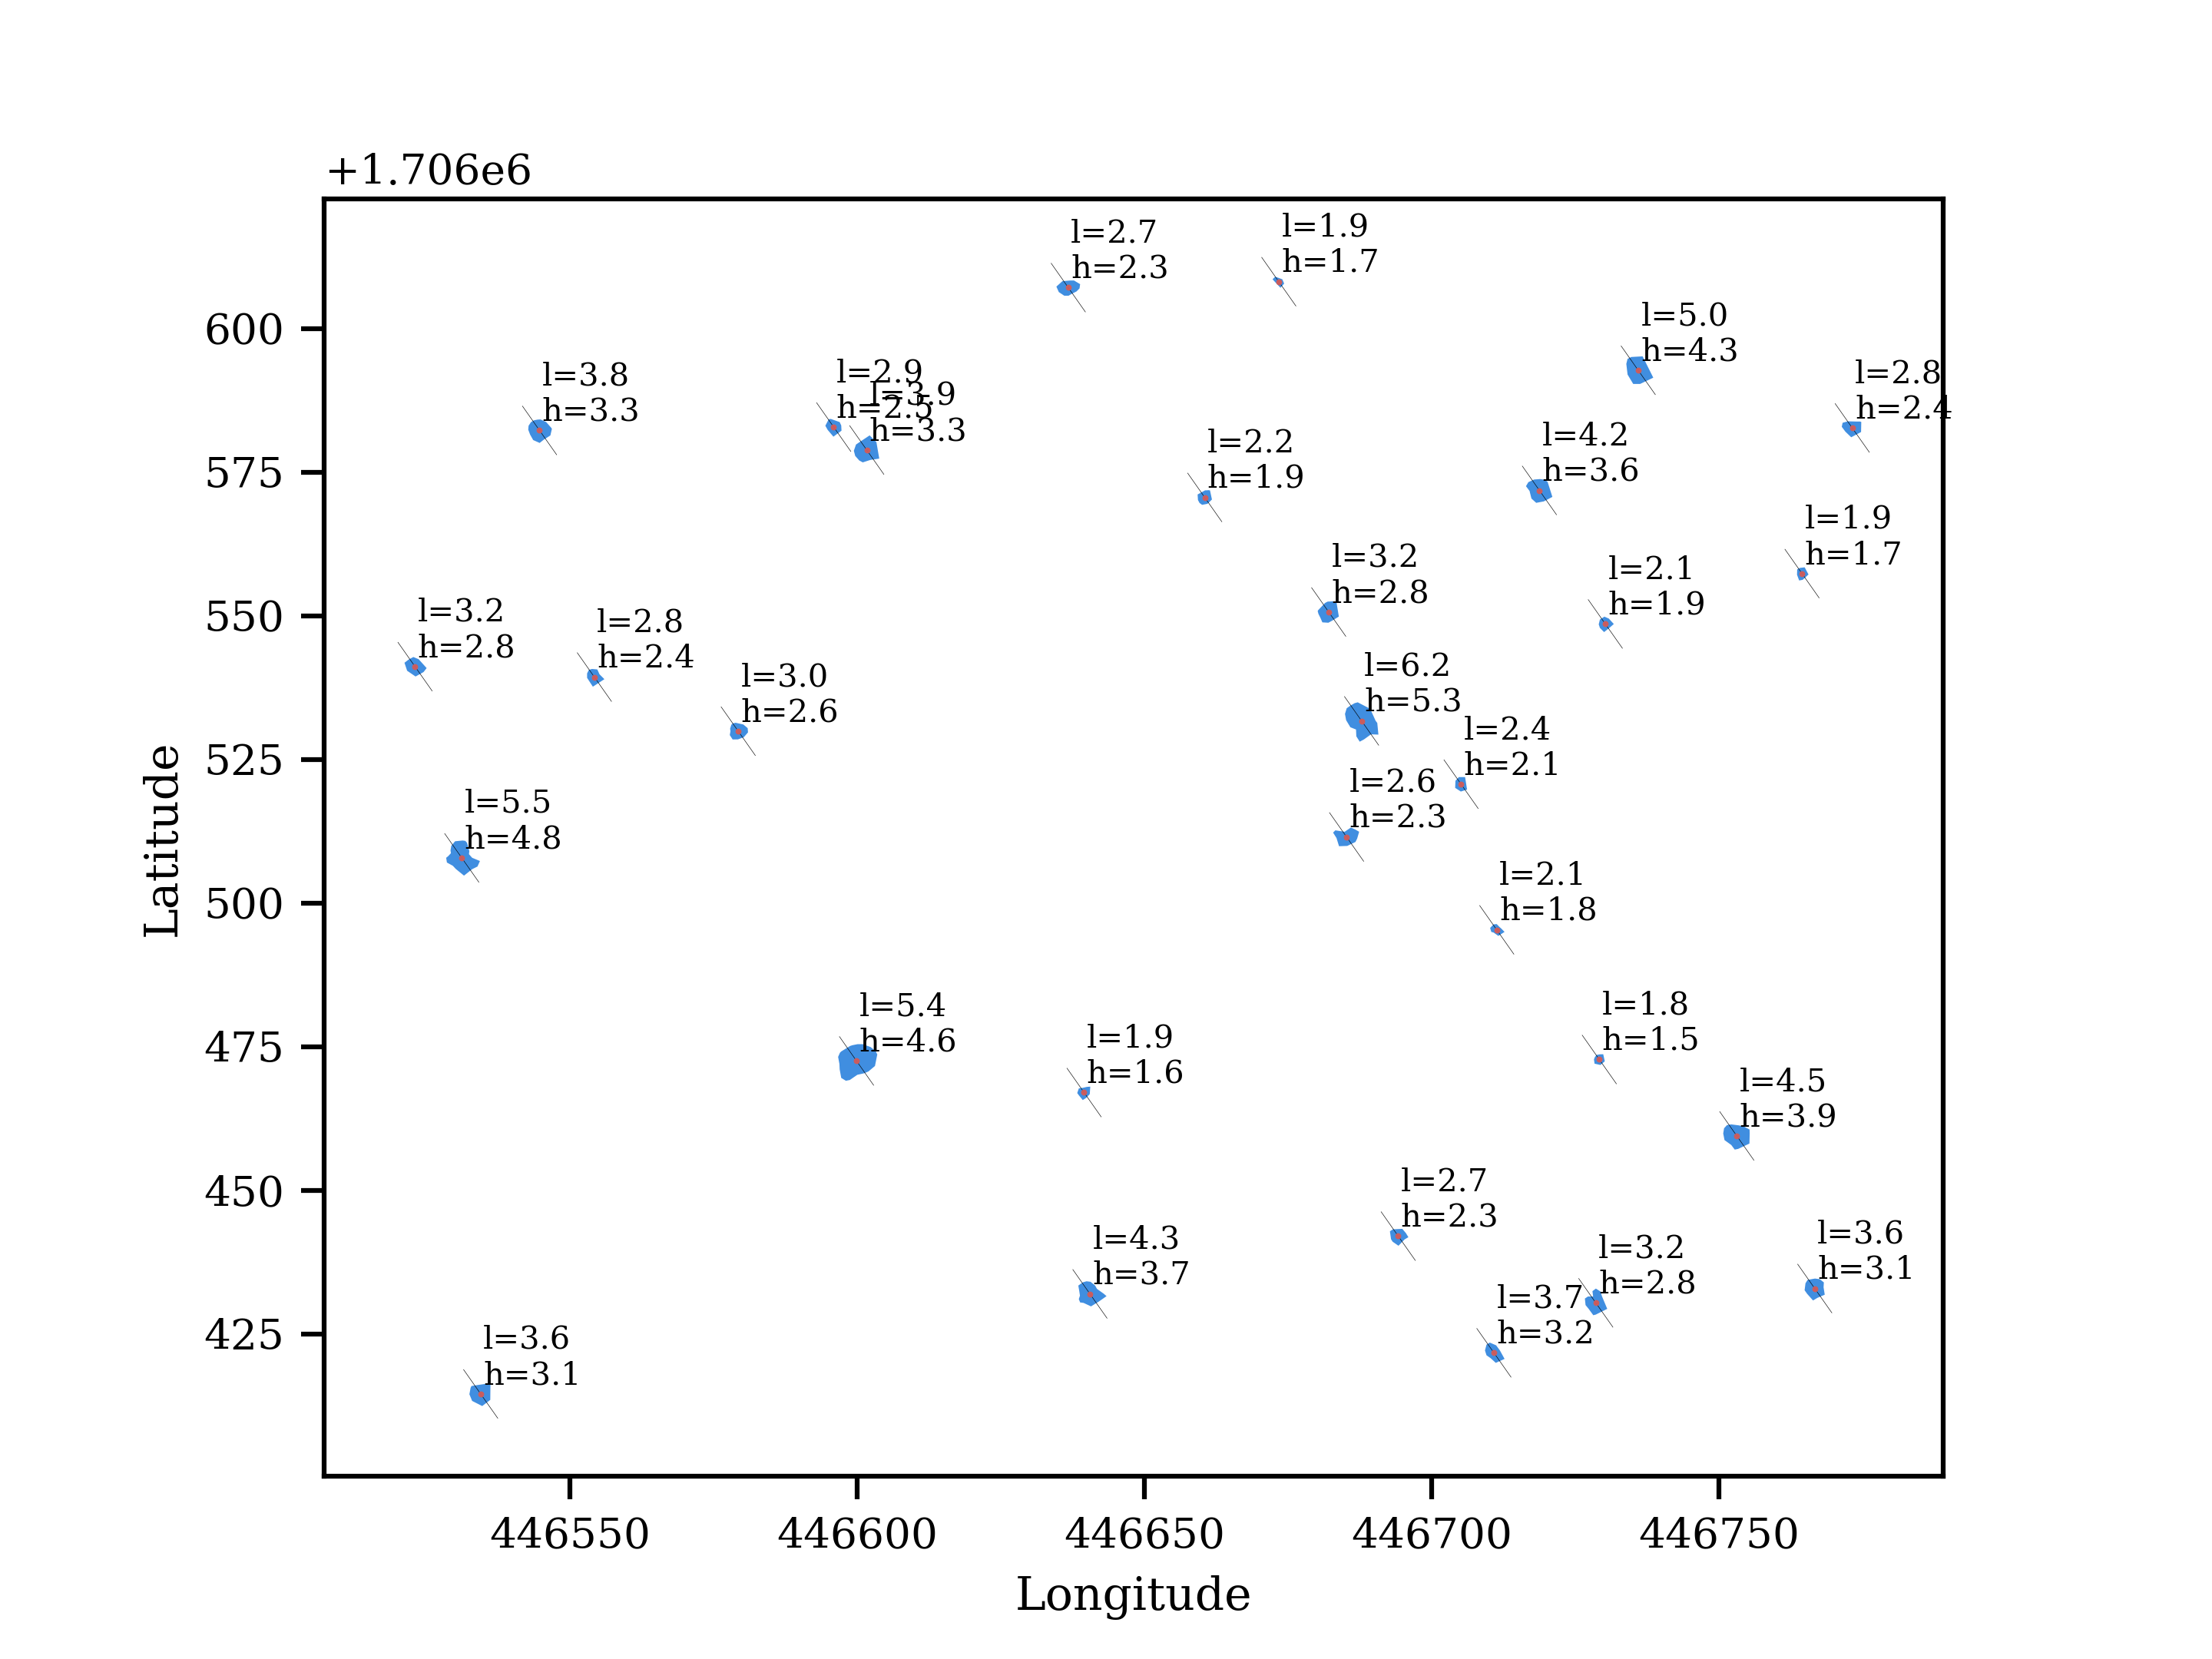 +1.706e6
l=2.7
h=2.3
l=1.9
h=1.7
l=5.0
h=4.3
l=3.8
h=3.3
l=2.9
h=2.5
l=3.9
h=3.3
l=2.8
h=2.4
l=2.2
h=1.9
l=4.2
h=3.6
l=1.9
h=1.7
l=3.2
h=2.8
l=2.1
h=1.9
l=3.2
h=2.8
l=2.8
h=2.4
l=3.0
h=2.6
l=6.2
h=5.3
l=2.4
h=2.1
l=2.6
h=2.3
l=5.5
h=4.8
l=2.1
h=1.8
l=5.4
h=4.6
l=1.9
h=1.6
l=1.8
h=1.5
l=4.5
h=3.9
l=2.7
h=2.3
l=4.3
h=3.7
l=3.2
h=2.8
l=3.6
h=3.1
l=3.7
h=3.2
l=3.6
h=3.1
600
575
550
525
500
475
450
425
Latitude
446550 446600 446650 446700 446750
Longitude